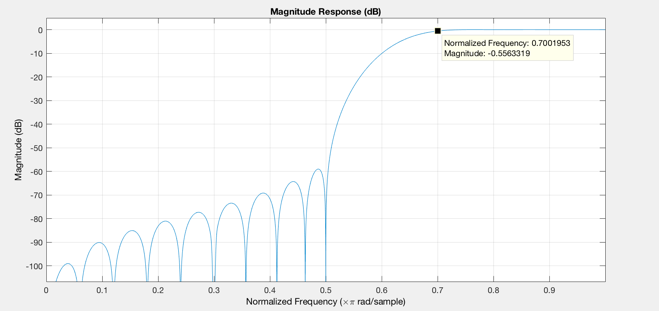 Magnitude Response (dB)
0
-10
-20
-30
-40
-50
-60
-70
-80
-90
-100
Magnitude (dB)
Normalized Frequency: 0.7001953
Magnitude: -0.5563319
0 0.1 0.2 0.3 0.4 0.5 0.6 0.7 0.8 0.9
Normalized Frequency (×π rad/sample)